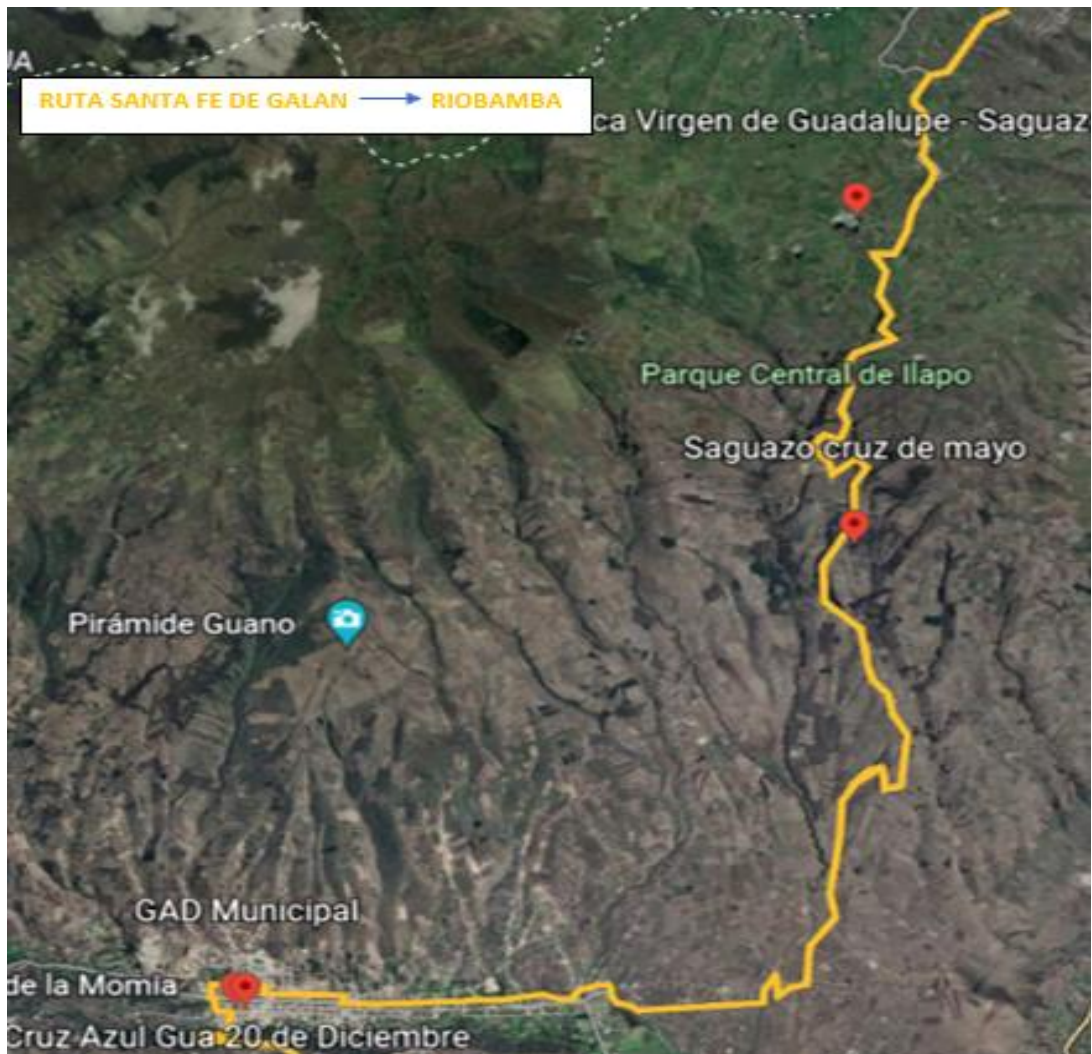 UA
RUTA SANTA FE DE GALAN → RIOBAMBA
ca Virgen de Guadalupe - Saguaz
Parque Central de Ilapo
Saguazo cruz de mayo
Pirámide Guano
GAD Municipal
de la Momia
Cruz Azul Gua 20 de Diciembre